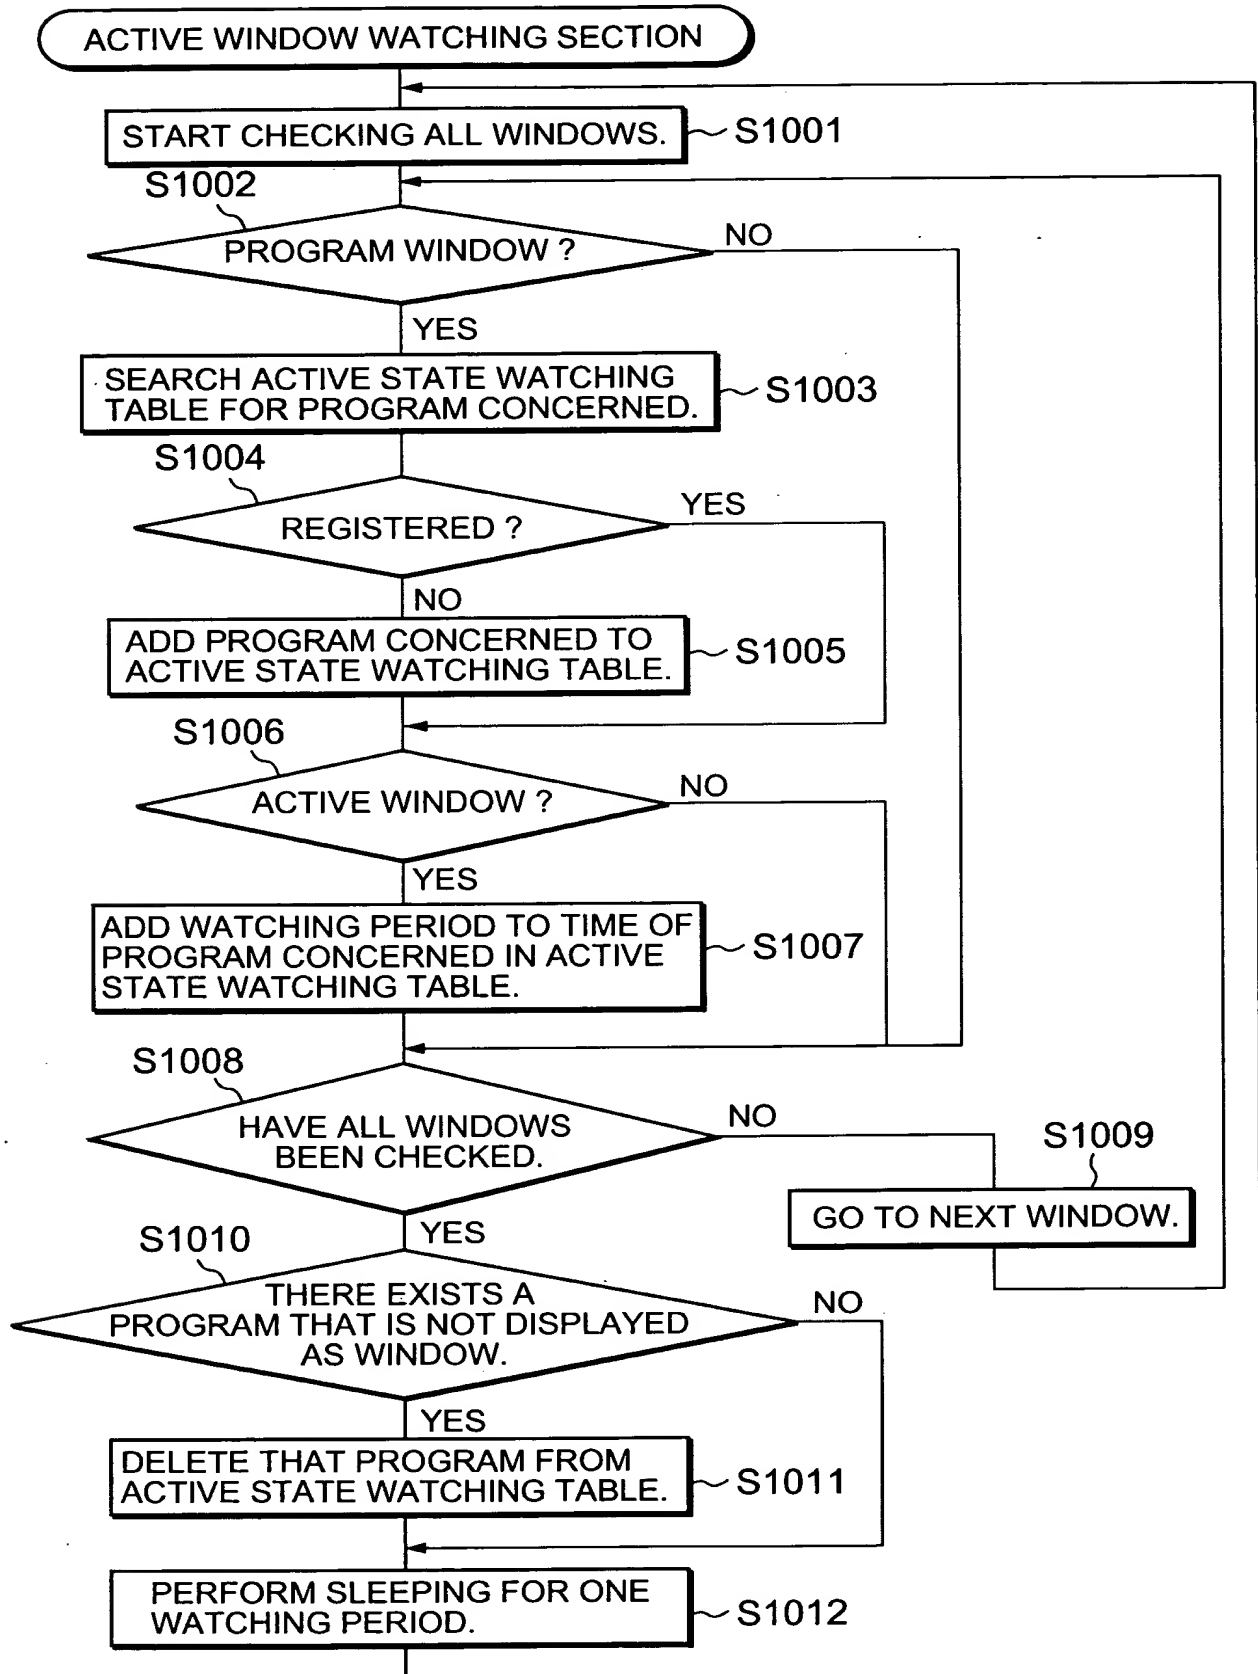 ACTIVE WINDOW WATCHING SECTION
START CHECKING ALL WINDOWS.
S1001
S1002
PROGRAM WINDOW ?
NO
YES
SEARCH ACTIVE STATE WATCHING
TABLE FOR PROGRAM CONCERNED.
S1003
S1004
REGISTERED ?
YES
NO
ADD PROGRAM CONCERNED TO
ACTIVE STATE WATCHING TABLE.
S1005
S1006
ACTIVE WINDOW ?
NO
YES
ADD WATCHING PERIOD TO TIME OF
PROGRAM CONCERNED IN ACTIVE
STATE WATCHING TABLE.
S1007
S1008
HAVE ALL WINDOWS
BEEN CHECKED.
NO
S1009
GO TO NEXT WINDOW.
YES
S1010
THERE EXISTS A
PROGRAM THAT IS NOT DISPLAYED
AS WINDOW.
NO
YES
DELETE THAT PROGRAM FROM
ACTIVE STATE WATCHING TABLE.
S1011
PERFORM SLEEPING FOR ONE
WATCHING PERIOD.
S1012